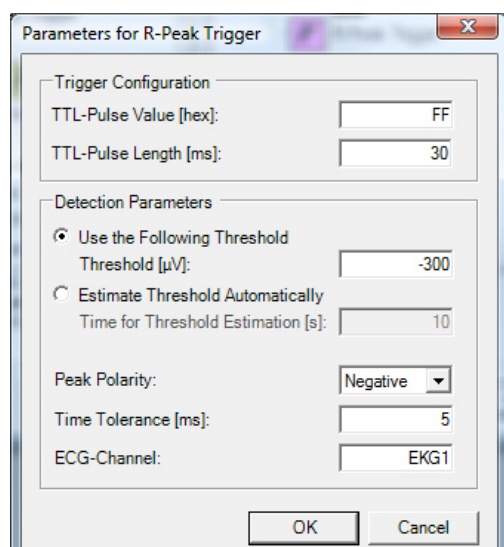 Parameters for R-Peak Trigger
Trigger Configuration
TTL-Pulse Value [hex]: FF
TTL-Pulse Length [ms]: 30
Detection Parameters
Use the Following Threshold
Threshold [µV]: -300
Estimate Threshold Automatically
Time for Threshold Estimation [s]: 10
Peak Polarity: Negative
Time Tolerance [ms]: 5
ECG-Channel: EKG1
OK Cancel